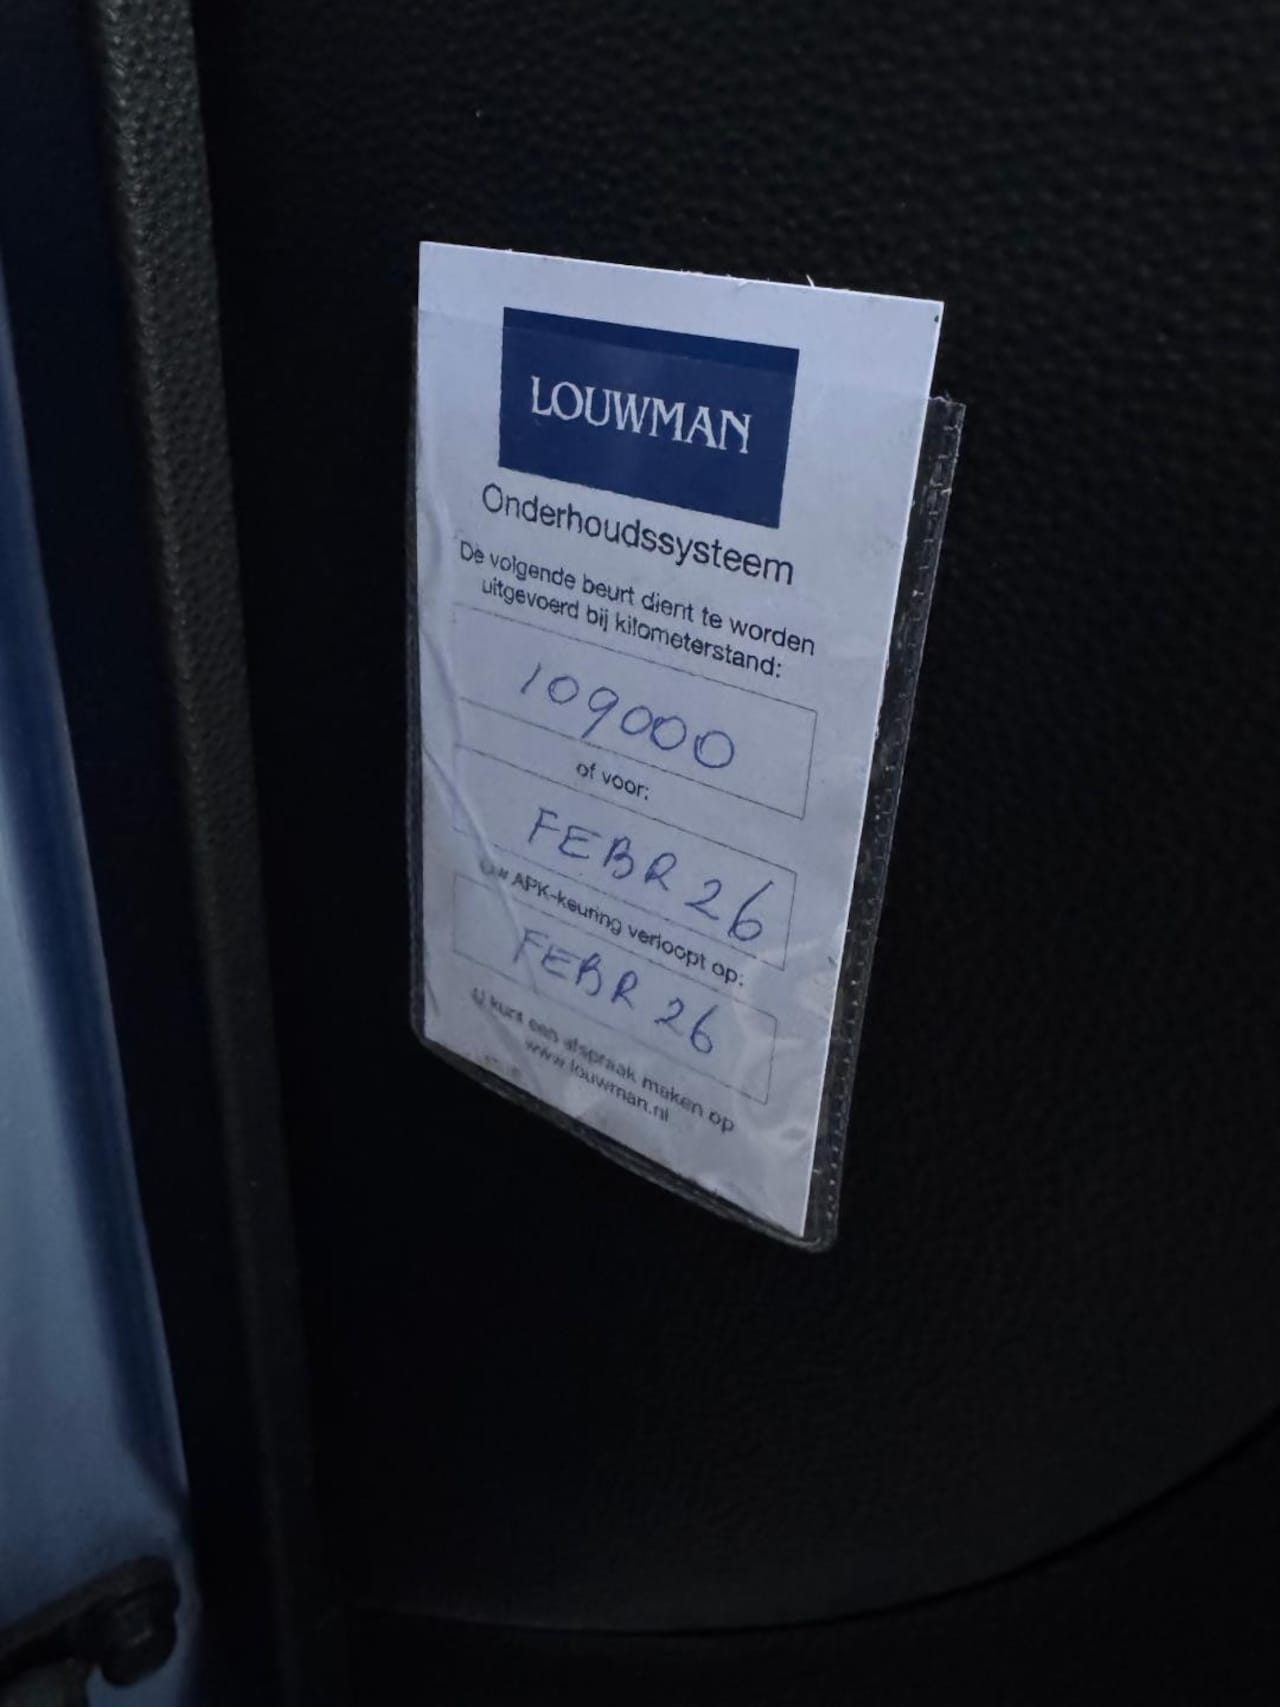 LOUWMAN
Onderhoudssysteem
De volgende beurt dient te worden
uitgevoerd bij kilometerstand:
109000
of voor:
FEBR 26
Uw APK-keuring verloopt op:
FEBR 26
U kunt een afspraak maken op
www.louwman.nl